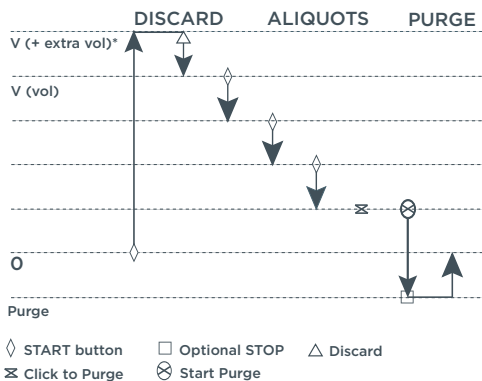 DISCARD ALIQUOTS PURGE
V (+ extra vol)*
V (vol)
0
Purge
START button Optional STOP Discard
Click to Purge Start Purge